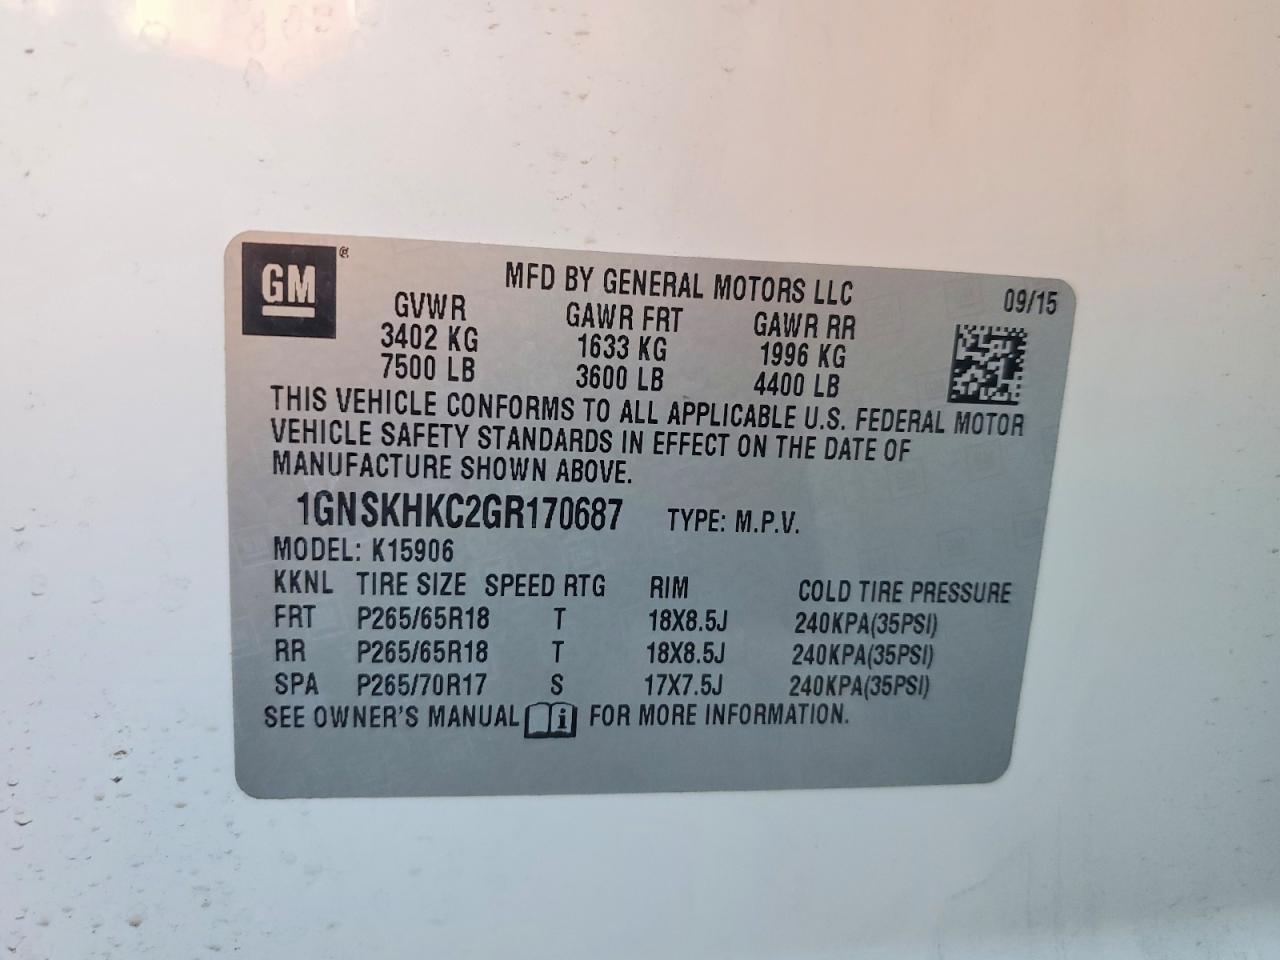 GM
MFD BY GENERAL MOTORS LLC 09/15
GVWR GAWR FRT GAWR RR
3402 KG 1633 KG 1996 KG
7500 LB 3600 LB 4400 LB
THIS VEHICLE CONFORMS TO ALL APPLICABLE U.S. FEDERAL MOTOR
VEHICLE SAFETY STANDARDS IN EFFECT ON THE DATE OF
MANUFACTURE SHOWN ABOVE.
1GNSKHKC2GR170687 TYPE: M.P.V.
MODEL: K15906
KKNL TIRE SIZE SPEED RTG RIM COLD TIRE PRESSURE
FRT P265/65R18 T 18X8.5J 240KPA(35PSI)
RR P265/65R18 T 18X8.5J 240KPA(35PSI)
SPA P265/70R17 S 17X7.5J 240KPA(35PSI)
SEE OWNER'S MANUAL i FOR MORE INFORMATION.